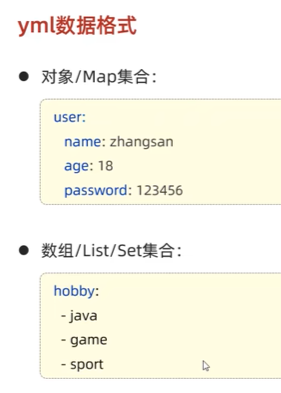 yml数据格式
● 对象/Map集合：
user:
name: zhangsan
age: 18
password: 123456
● 数组/List/Set集合：
hobby:
- java
- game
- sport